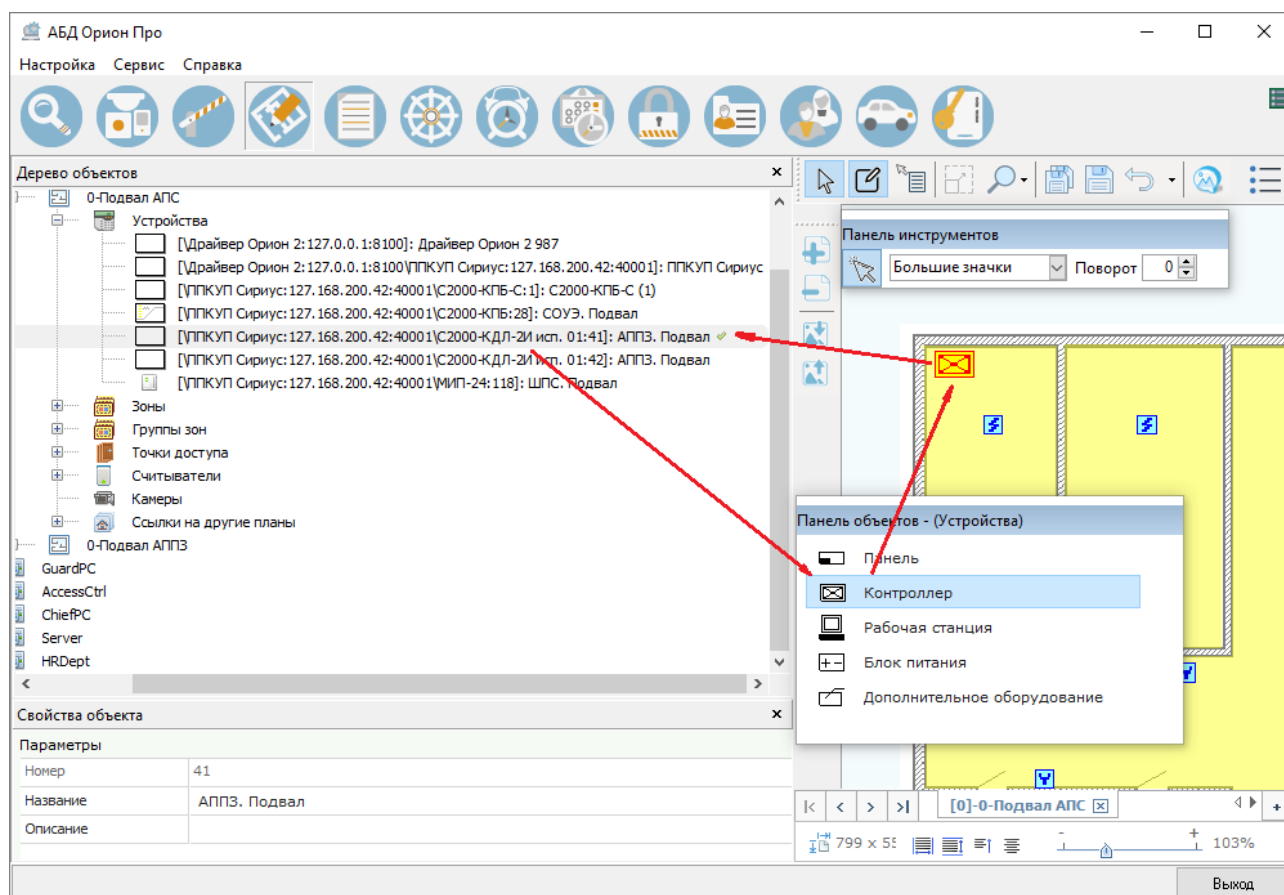 АБД Орион Про
Настройка Сервис Справка
Дерево объектов
0-Подвал АПС
Устройства
[\Драйвер Орион 2:127.0.0.1:8100]: Драйвер Орион 2 987
[\Драйвер Орион 2:127.0.0.1:8100\ППКУП Сириус:127.168.200.42:40001]: ППКУП Сириус
[\ППКУП Сириус:127.168.200.42:40001\С2000-КПБ-С:1]: С2000-КПБ-С (1)
[\ППКУП Сириус:127.168.200.42:40001\С2000-КПБ:28]: СОУЭ. Подвал
[\ППКУП Сириус:127.168.200.42:40001\С2000-КДЛ-2И исп. 01:41]: АППЗ. Подвал
[\ППКУП Сириус:127.168.200.42:40001\С2000-КДЛ-2И исп. 01:42]: АППЗ. Подвал
[\ППКУП Сириус:127.168.200.42:40001\МИП-24:118]: ШПС. Подвал
Зоны
Группы зон
Точки доступа
Считыватели
Камеры
Ссылки на другие планы
0-Подвал АППЗ
GuardPC
AccessCtrl
ChiefPC
Server
HRDept
Свойства объекта
Параметры
Номер 41
Название АППЗ. Подвал
Описание
Панель инструментов
Большие значки Поворот 0
Панель объектов - (Устройства)
Панель
Контроллер
Рабочая станция
Блок питания
Дополнительное оборудование
[0]-0-Подвал АПС
799 x 55 - + 103%
Выход